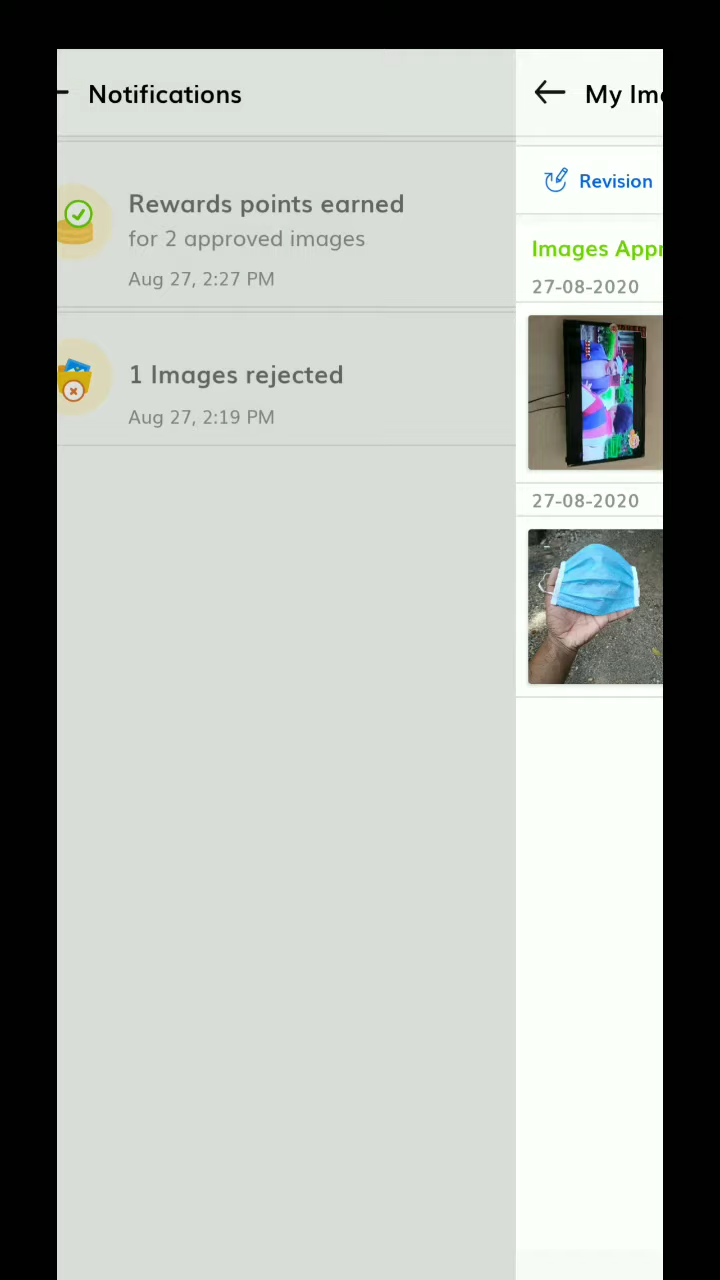 Notifications
Rewards points earned
for 2 approved images
Aug 27, 2:27 PM
1 Images rejected
Aug 27, 2:19 PM
My Im
Revision
Images Appr
27-08-2020
27-08-2020